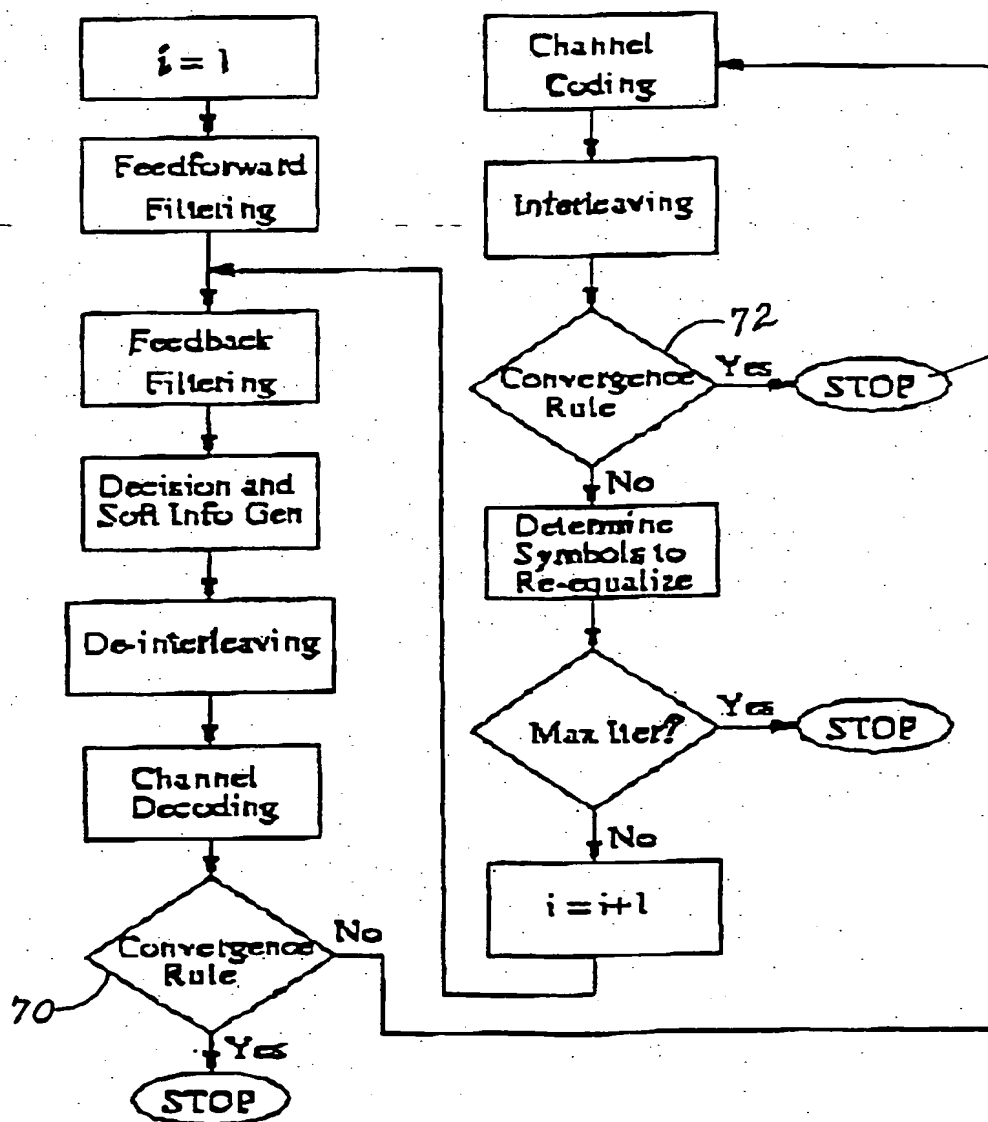 i = 1
Feedforward
Filtering
Feedback
Filtering
Decision and
Soft Info Gen
De-interleaving
Channel
Decoding
Convergence
Rule
No
70
Yes
STOP
Channel
Coding
Interleaving
72
Convergence
Rule
Yes
STOP
No
Determine
Symbols to
Re-equalize
Max Iter?
Yes
STOP
No
i = i+1